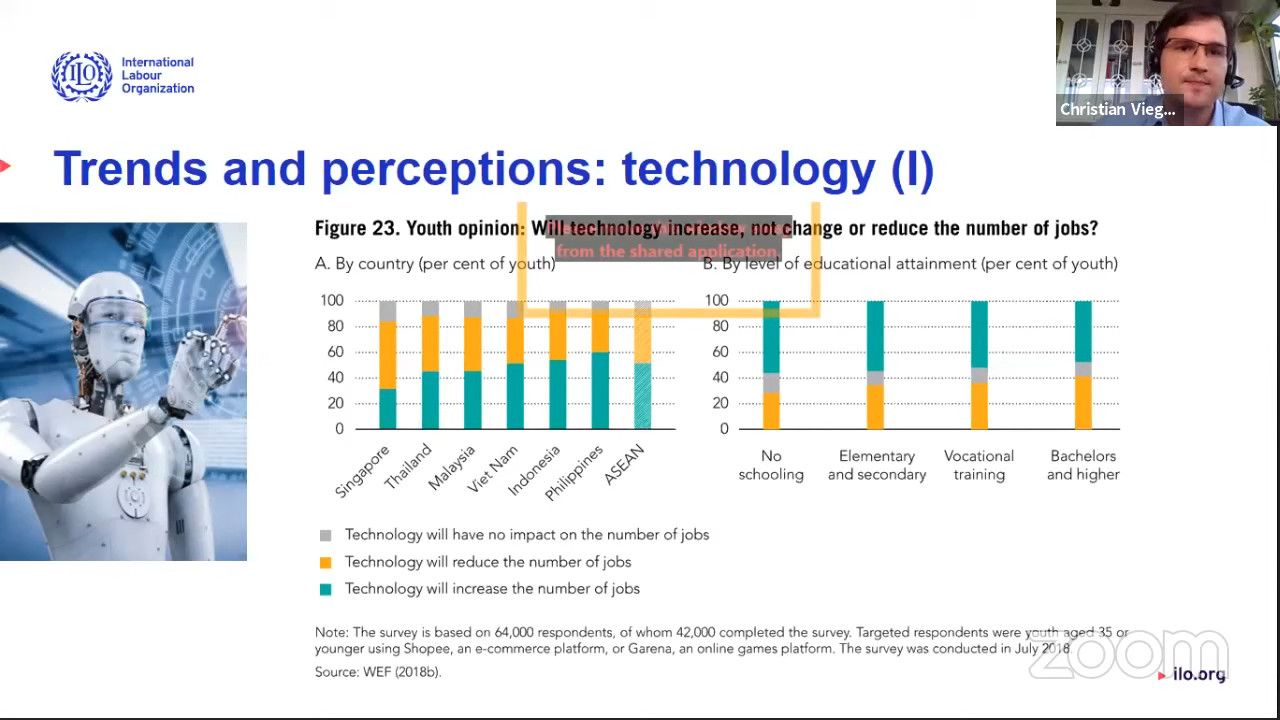 International
Labour
Organization
Christian Vieg...
Trends and perceptions: technology (I)
Figure 23. Youth opinion: Will technology increase, not change or reduce the number of jobs?
from the shared application.
A. By country (per cent of youth)
B. By level of educational attainment (per cent of youth)
100
80
60
40
20
0
Singapore
Thailand
Malaysia
Viet Nam
Indonesia
Philippines
ASEAN
100
80
60
40
20
0
No
schooling
Elementary
and secondary
Vocational
training
Bachelors
and higher
Technology will have no impact on the number of jobs
Technology will reduce the number of jobs
Technology will increase the number of jobs
Note: The survey is based on 64,000 respondents, of whom 42,000 completed the survey. Targeted respondents were youth aged 35 or
younger using Shopee, an e-commerce platform, or Garena, an online games platform. The survey was conducted in July 2018.
Source: WEF (2018b).
zoom
ilo.org